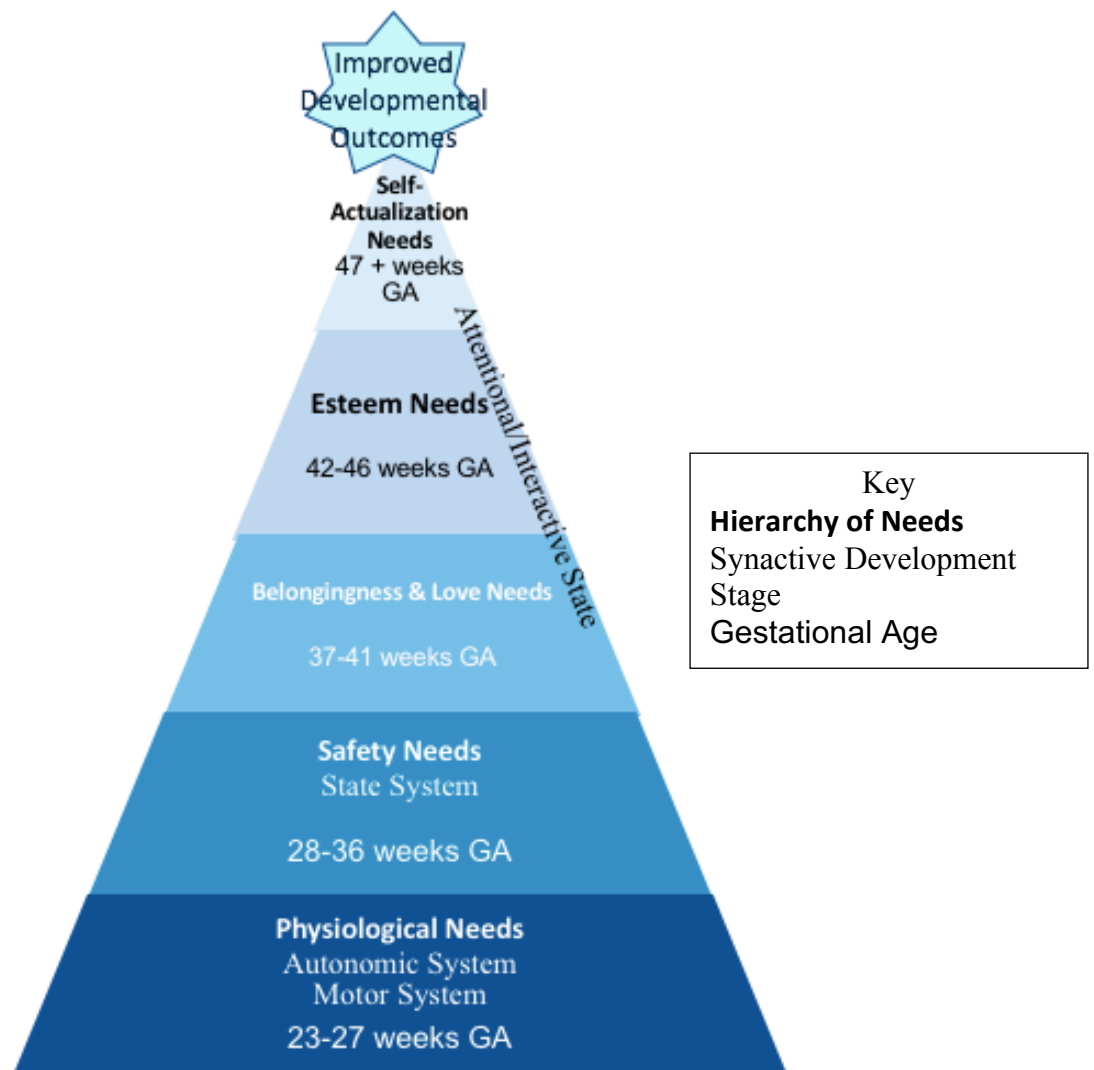 Improved
Developmental
Outcomes
Self-
Actualization
Needs
47 + weeks
GA
Attentional/Interactive State
Esteem Needs
42-46 weeks GA
Belongingness & Love Needs
37-41 weeks GA
Safety Needs
State System
28-36 weeks GA
Physiological Needs
Autonomic System
Motor System
23-27 weeks GA
Key
Hierarchy of Needs
Synactive Development
Stage
Gestational Age